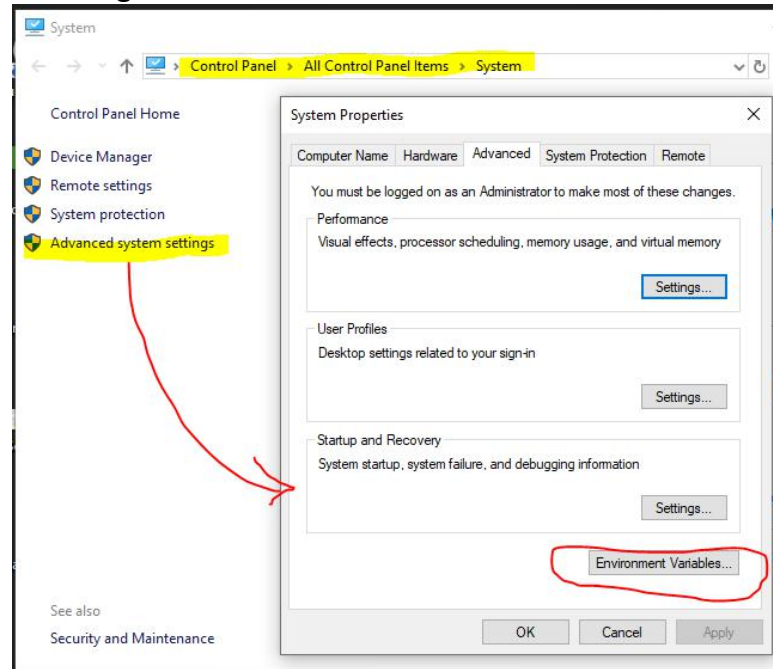 System
Control Panel > All Control Panel Items > System
Control Panel Home
Device Manager
Remote settings
System protection
Advanced system settings
See also
Security and Maintenance
System Properties
Computer Name Hardware Advanced System Protection Remote
You must be logged on as an Administrator to make most of these changes.
Performance
Visual effects, processor scheduling, memory usage, and virtual memory
Settings...
User Profiles
Desktop settings related to your sign-in
Settings...
Startup and Recovery
System startup, system failure, and debugging information
Settings...
Environment Variables...
OK Cancel Apply